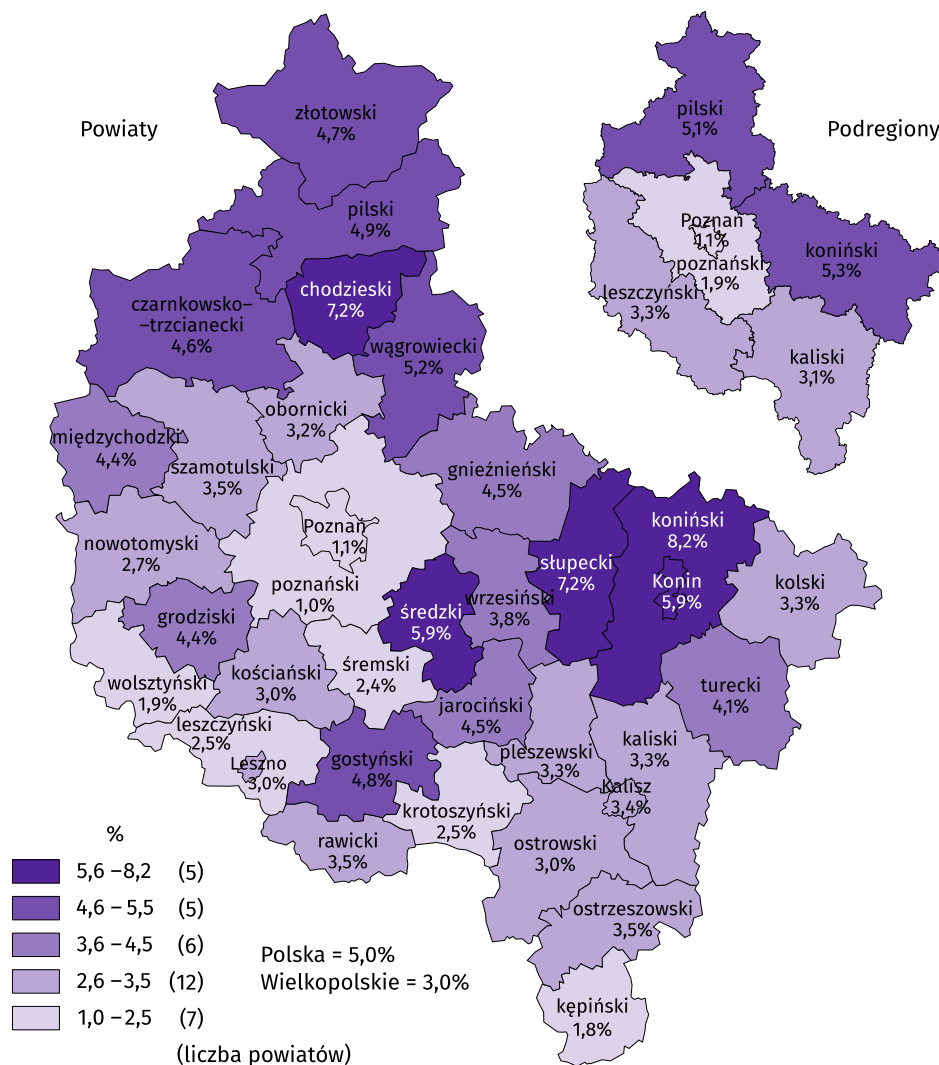 Powiaty
Podregiony
złotowski
4,7%
pilski
4,9%
chodzieski
7,2%
czarnkowsko–
–trzcianecki
4,6%
wągrowiecki
5,2%
obornicki
3,2%
międzychodzki
4,4%
szamotulski
3,5%
gnieźnieński
4,5%
Poznań
1,1%
poznański
1,0%
nowotomyski
2,7%
koniński
8,2%
słupecki
7,2%
Konin
5,9%
kolski
3,3%
średzki
5,9%
wrzesiński
3,8%
grodziski
4,4%
kościański
3,0%
śremski
2,4%
wolsztyński
1,9%
turecki
4,1%
jarociński
4,5%
leszczyński
2,5%
Leszno
3,0%
gostyński
4,8%
pleszewski
3,3%
kaliski
3,3%
Kalisz
3,4%
krotoszyński
2,5%
rawicki
3,5%
ostrowski
3,0%
ostrzeszowski
3,5%
kępiński
1,8%
pilski
5,1%
Poznań
1,1%
poznański
1,9%
koniński
5,3%
leszczyński
3,3%
kaliski
3,1%
%
5,6 –8,2 (5)
4,6 –5,5 (5)
3,6 –4,5 (6)
2,6 –3,5 (12)
1,0 –2,5 (7)
(liczba powiatów)
Polska = 5,0%
Wielkopolskie = 3,0%